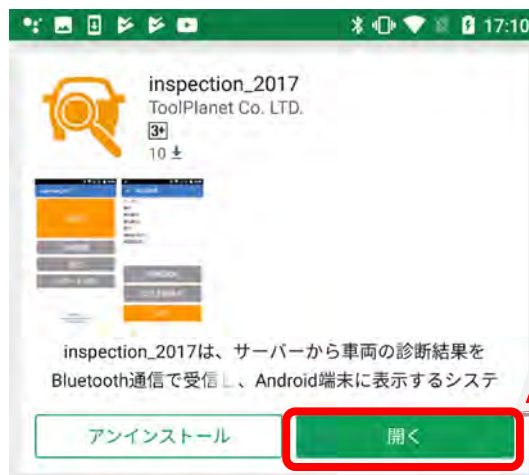 17:10
inspection_2017
ToolPlanet Co. LTD.
3+
10
inspection_2017は、サーバーから車両の診断結果を
Bluetooth通信で受信し、Android端末に表示するシステ
アンインストール
開く